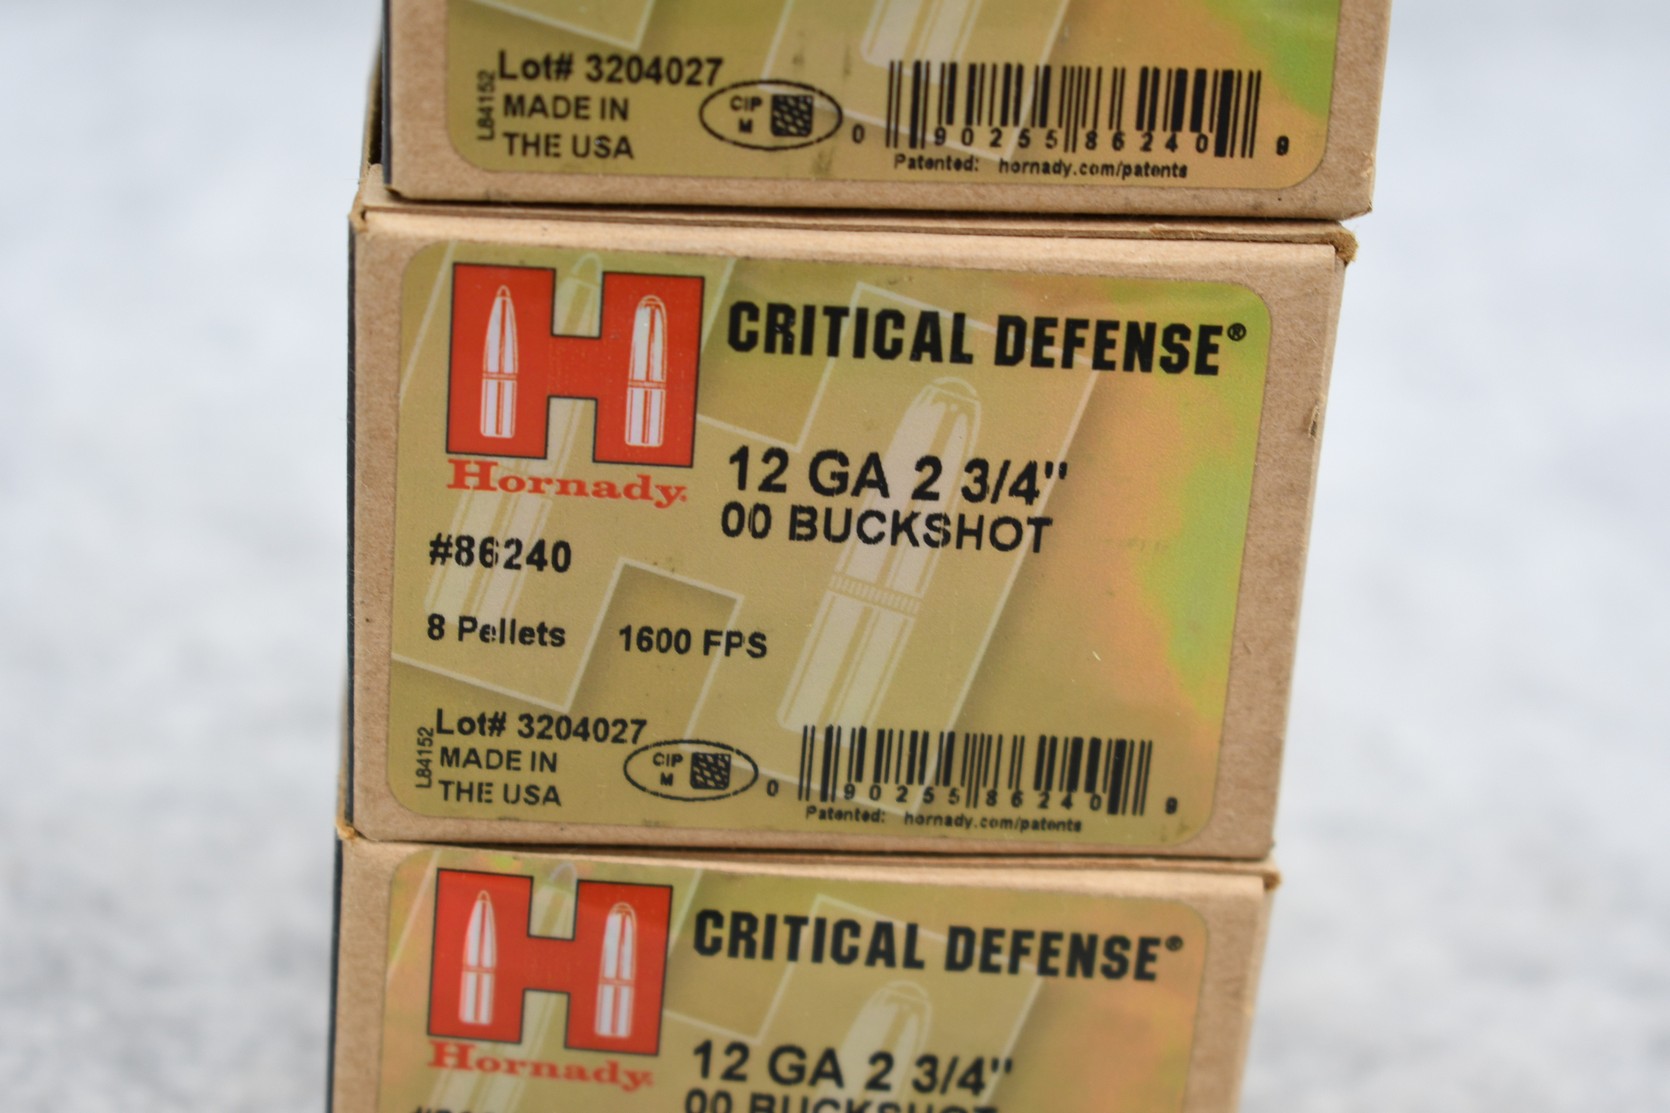 Lot# 3204027
L84152
MADE IN
THE USA
CIP
M
0 90255 86240 9
Patented: hornady.com/patents
CRITICAL DEFENSE®
Hornady.
12 GA 2 3/4"
00 BUCKSHOT
#86240
8 Pellets 1600 FPS
Lot# 3204027
L84152
MADE IN
THE USA
CIP
M
0 90255 86240 9
Patented: hornady.com/patents
CRITICAL DEFENSE®
Hornady.
12 GA 2 3/4"
00 BUCKSHOT